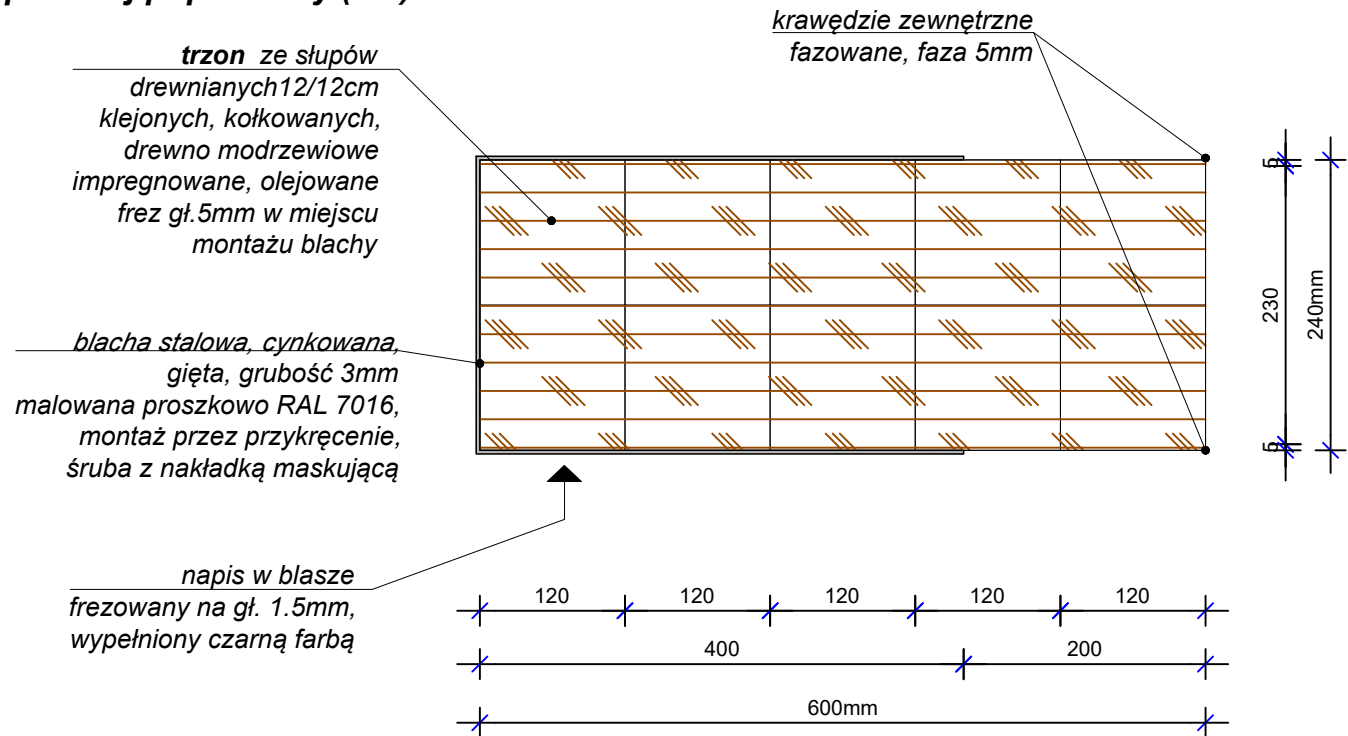 krawędzie zewnętrzne
fazowane, faza 5mm
trzon ze słupów
drewnianych12/12cm
klejonych, kołkowanych,
drewno modrzewiowe
impregnowane, olejowane
frez gł.5mm w miejscu
montażu blachy
blacha stalowa, cynkowana,
gięta, grubość 3mm
malowana proszkowo RAL 7016,
montaż przez przykręcenie,
śruba z nakładką maskującą
napis w blasze
frezowany na gł. 1.5mm,
wypełniony czarną farbą
5
230
240mm
5
120 120 120 120 120
400 200
600mm